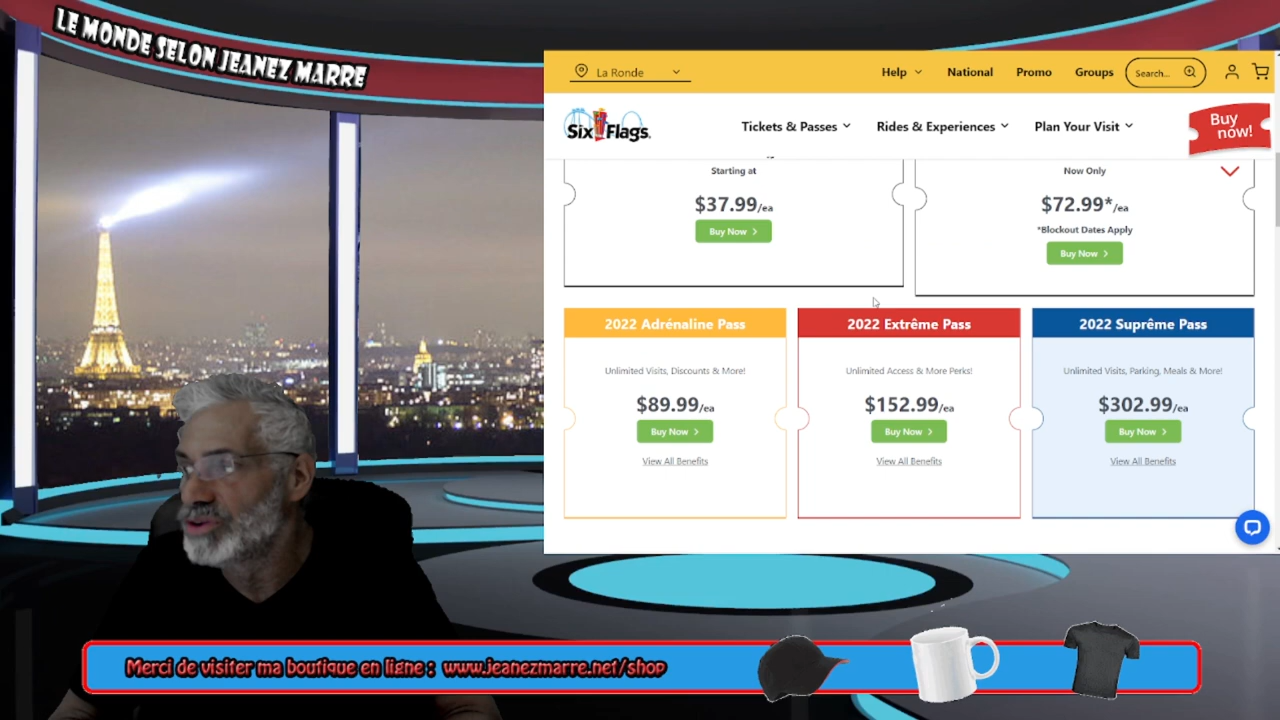 LE MONDE SELON JEANEZ MARRE
La Ronde
Help
National
Promo
Groups
Search...
Six Flags
Tickets & Passes
Rides & Experiences
Plan Your Visit
Buy
now!
Starting at
$37.99/ea
Buy Now
Now Only
$72.99*/ea
*Blockout Dates Apply
Buy Now
2022 Adrénaline Pass
Unlimited Visits, Discounts & More!
$89.99/ea
Buy Now
View All Benefits
2022 Extrême Pass
Unlimited Access & More Perks!
$152.99/ea
Buy Now
View All Benefits
2022 Suprême Pass
Unlimited Visits, Parking, Meals & More!
$302.99/ea
Buy Now
View All Benefits
Merci de visiter ma boutique en ligne : www.jeanezmarre.net/shop